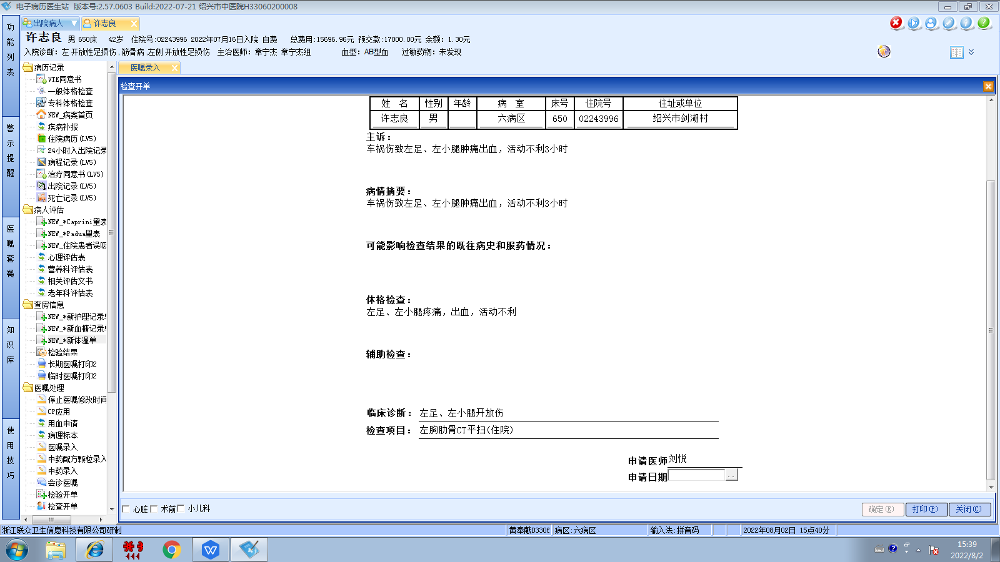 电子病历医生站 版本号:2.57.0603 Build:2022-07-21 绍兴市中医院H33060200008
出院病人
许志良
许志良 男 650床 42岁 住院号:02243996 2022年07月16日入院 自费 总费用:15696.96元 预交款:17000.00元 余额: 1.30元
入院诊断: 左 开放性足损伤 , 筋骨病 ,左侧 开放性足损伤 主治医师: 章宁杰 章宁杰组 血型: AB型血 过敏药物: 未发现
功能列表
警示提醒
医嘱套餐
知识库
使用技巧
病历记录
VTE同意书
一般体格检查
专科体格检查
NEW_病案首页
疾病补报
住院病历(LV5)
24小时入出院记录
病程记录(LV5)
治疗同意书(LV5)
出院记录(LV5)
死亡记录(LV5)
病人评估
NEW_*Caprini量表
NEW_*Padua量表
NEW_住院患者误吸
心理评估表
营养科评估表
相关评估文书
老年科评估表
查房信息
NEW_*新护理记录单
NEW_*新血糖记录单
NEW_*新体温单
检验结果
长期医嘱打印2
临时医嘱打印2
医嘱处理
停止医嘱修改时间
CP应用
用血申请
病理标本
医嘱录入
中药配方颗粒录入
中药录入
会诊医嘱
检验开单
检查开单
医嘱录入
检查开单
姓 名 性别 年龄 病 室 床号 住院号 住址或单位
许志良 男 六病区 650 02243996 绍兴市剑湖村
主诉:
车祸伤致左足、左小腿肿痛出血，活动不利3小时
病情摘要:
车祸伤致左足、左小腿肿痛出血，活动不利3小时
可能影响检查结果的既往病史和服药情况:
体格检查:
左足、左小腿疼痛，出血，活动不利
辅助检查:
临床诊断: 左足、左小腿开放伤
检查项目: 左胸肋骨CT平扫(住院)
申请医师 刘悦
申请日期 ..
心脏 术前 小儿科
确定(E) 打印(P) 关闭(C)
浙江联众卫生信息科技有限公司研制 黄奉献D330 病区:六病区 输入法:拼音码 2022年08月02日 15点40分
15:39
2022/8/2